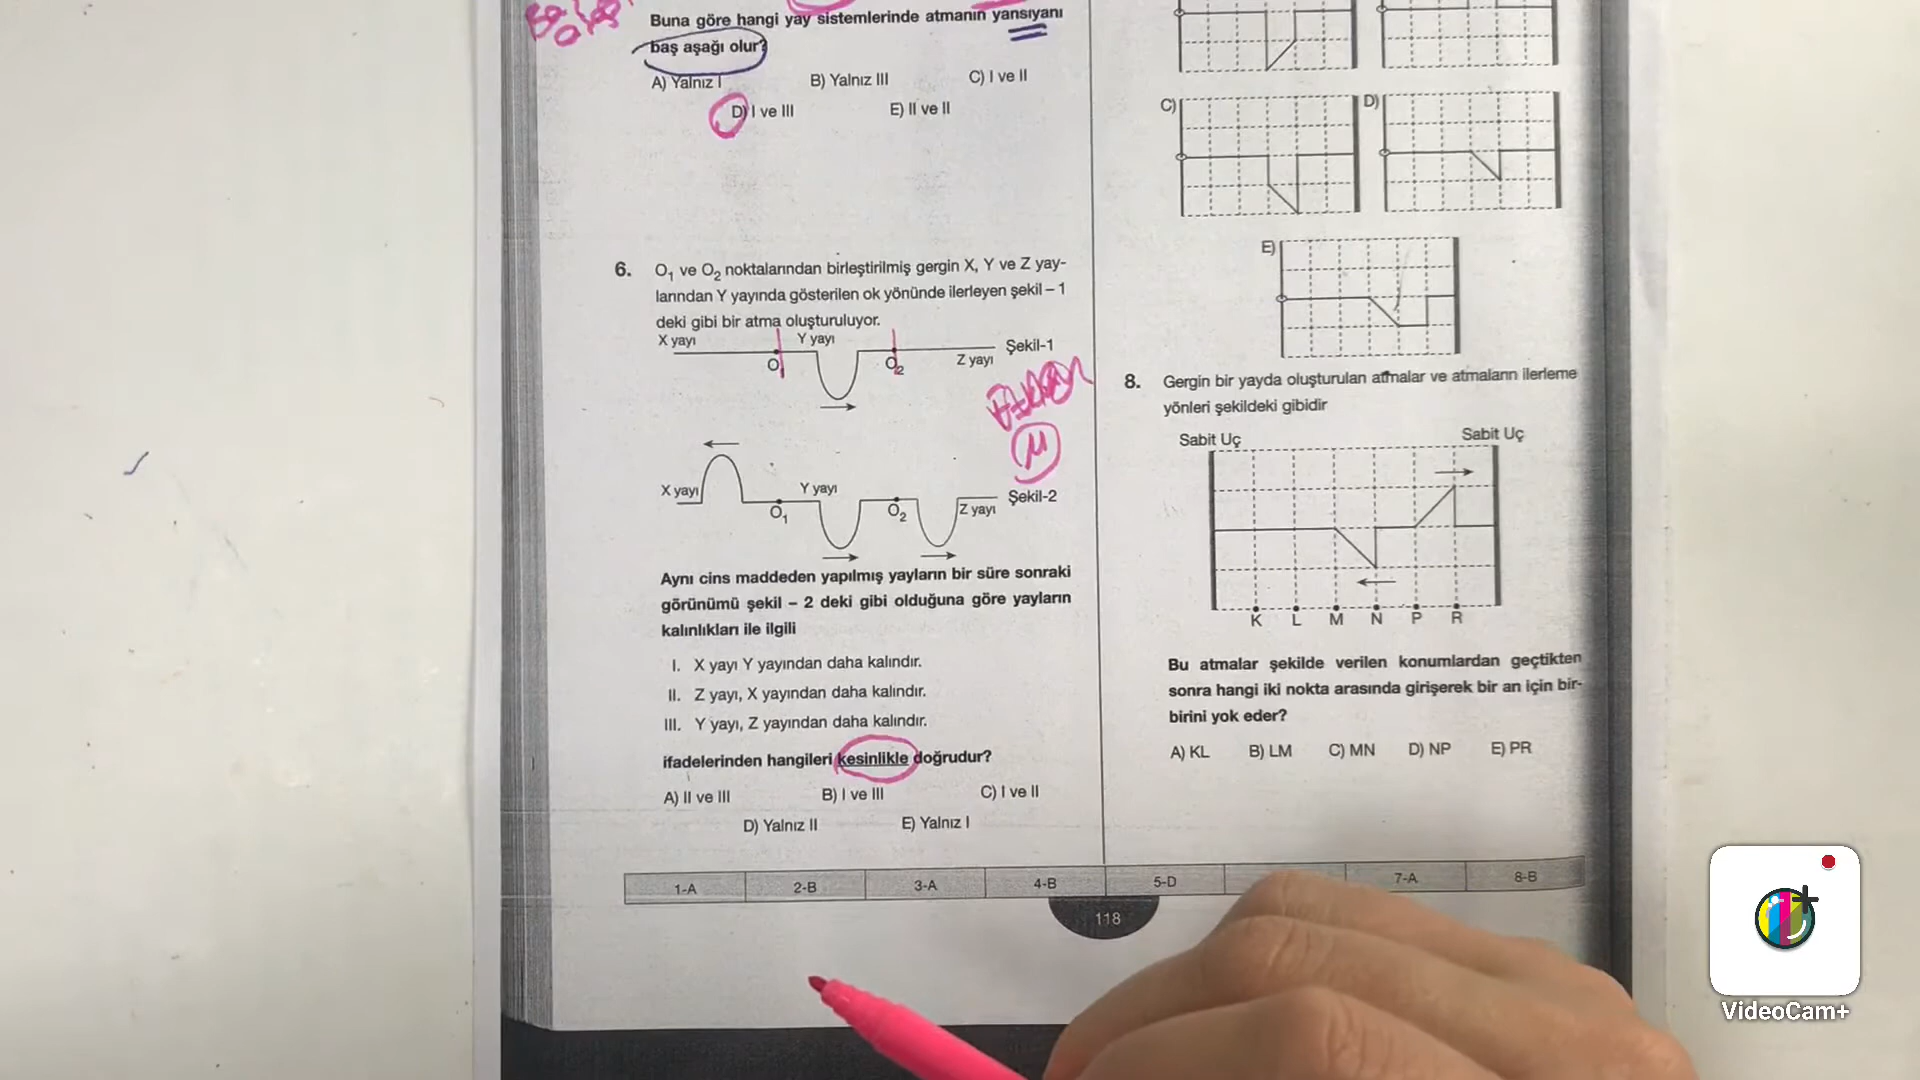 Buna göre hangi yay sistemlerinde atmanın yansıyanı
baş aşağı olur?
A) Yalnız I
B) Yalnız III
C) I ve II
D) I ve III
E) II ve II
6. O₁ ve O₂ noktalarından birleştirilmiş gergin X, Y ve Z yay-
larından Y yayında gösterilen ok yönünde ilerleyen şekil – 1
deki gibi bir atma oluşturuluyor.
X yayı
Y yayı
Şekil-1
O₁
O₂
Z yayı
X yayı
Y yayı
Şekil-2
O₁
O₂
Z yayı
Aynı cins maddeden yapılmış yayların bir süre sonraki
görünümü şekil – 2 deki gibi olduğuna göre yayların
kalınlıkları ile ilgili
I. X yayı Y yayından daha kalındır.
II. Z yayı, X yayından daha kalındır.
III. Y yayı, Z yayından daha kalındır.
ifadelerinden hangileri kesinlikle doğrudur?
A) II ve III
B) I ve III
C) I ve II
D) Yalnız II
E) Yalnız I
C)
D)
E)
8. Gergin bir yayda oluşturulan atmalar ve atmaların ilerleme
yönleri şekildeki gibidir
Sabit Uç
Sabit Uç
K L M N P R
Bu atmalar şekilde verilen konumlardan geçtikten
sonra hangi iki nokta arasında girişerek bir an için bir-
birini yok eder?
A) KL B) LM C) MN D) NP E) PR
1-A 2-B 3-A 4-B 5-D 7-A 8-B
118
VideoCam+